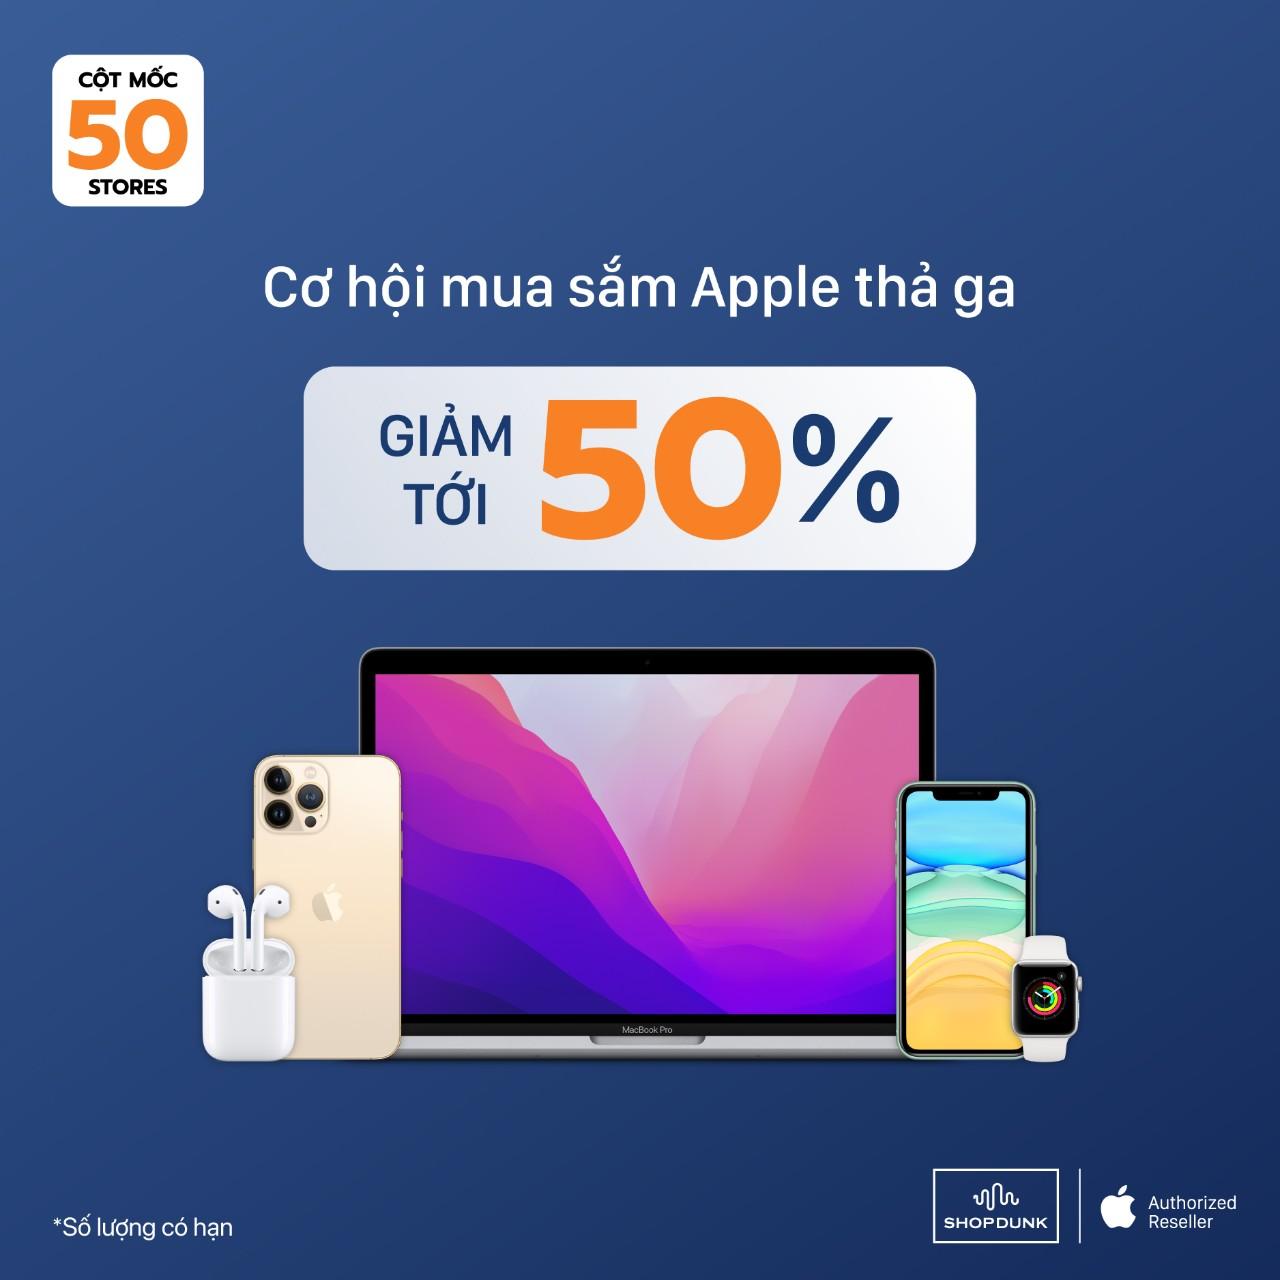 CỘT MỐC
50
STORES
Cơ hội mua sắm Apple thả ga
GIẢM
TỚI
50%
MacBook Pro
*Số lượng có hạn
SHOPDUNK
Authorized
Reseller